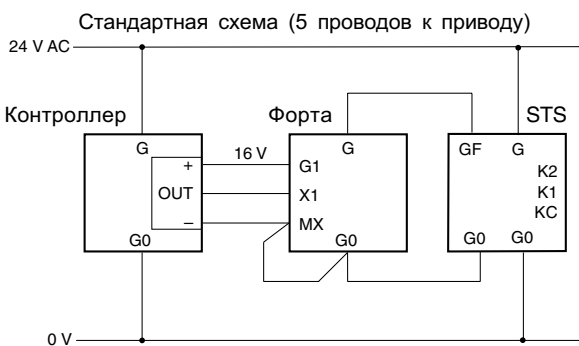 Стандартная схема (5 проводов к приводу)
24 V AC
Контроллер
Форта
STS
G
G
GF G
+
16 V
G1
K2
OUT
X1
K1
–
MX
KC
G0
G0
G0 G0
0 V